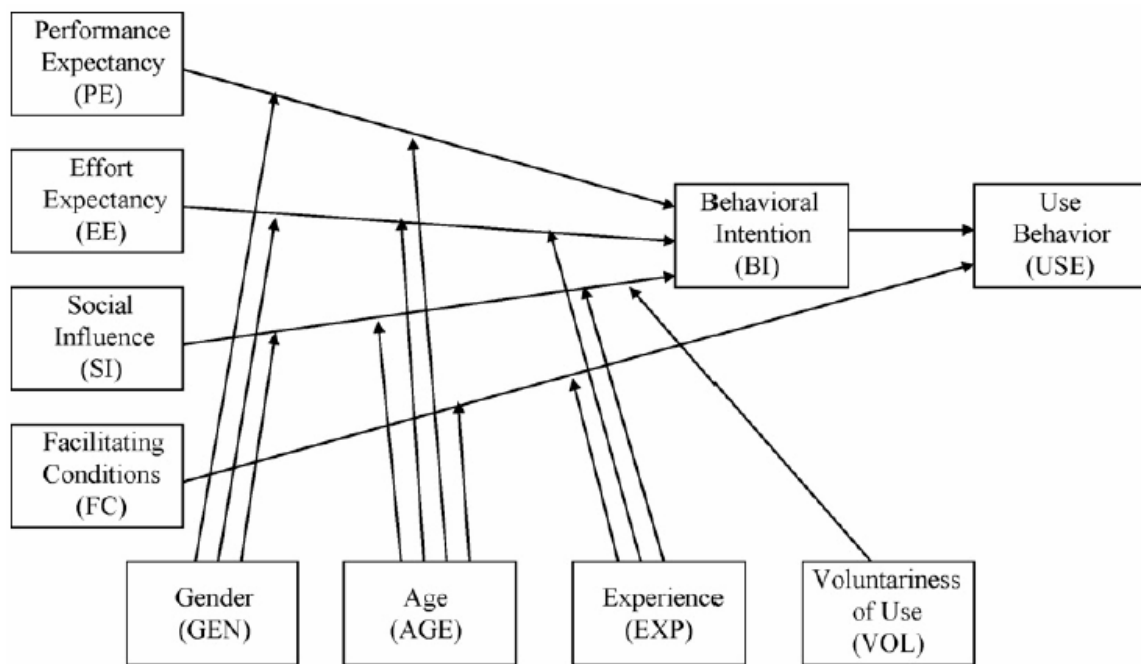 Performance
Expectancy
(PE)
Effort
Expectancy
(EE)
Social
Influence
(SI)
Facilitating
Conditions
(FC)
Behavioral
Intention
(BI)
Use
Behavior
(USE)
Gender
(GEN)
Age
(AGE)
Experience
(EXP)
Voluntariness
of Use
(VOL)